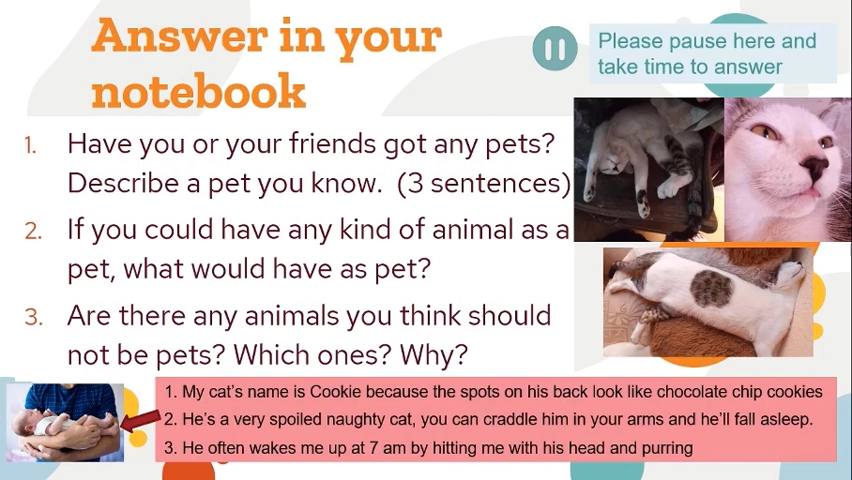 Answer in your
notebook
Please pause here and
take time to answer
1. Have you or your friends got any pets?
Describe a pet you know. (3 sentences)
2. If you could have any kind of animal as a
pet, what would have as pet?
3. Are there any animals you think should
not be pets? Which ones? Why?
1. My cat's name is Cookie because the spots on his back look like chocolate chip cookies
2. He's a very spoiled naughty cat, you can craddle him in your arms and he'll fall asleep.
3. He often wakes me up at 7 am by hitting me with his head and purring